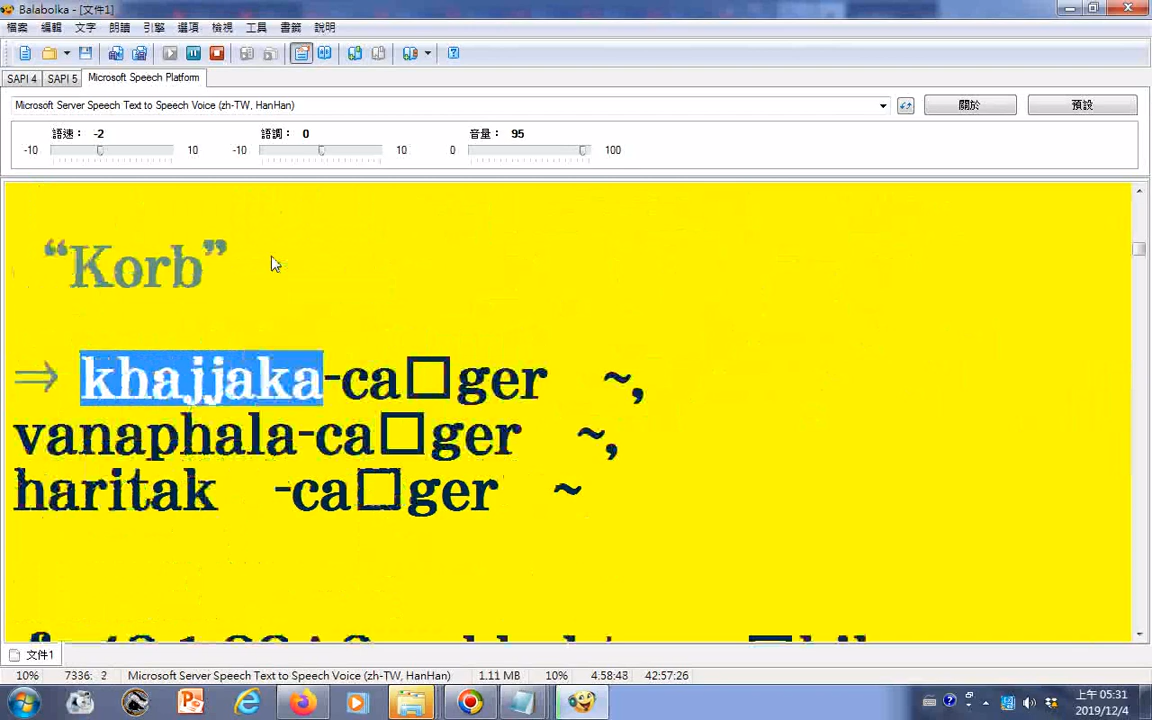 Balabolka - [文件1]
檔案 編輯 文字 朗讀 引擎 選項 檢視 工具 書籤 說明
SAPI 4 SAPI 5 Microsoft Speech Platform
Microsoft Server Speech Text to Speech Voice (zh-TW, HanHan) 關於 預設
語速： -2 語調： 0 音量： 95
-10 10 -10 10 0 100
“Korb”
⇒ khajjaka-ca□ger ~,
vanaphala-ca□ger ~,
haritak -ca□ger ~
文件1
10% 7336: 2 Microsoft Server Speech Text to Speech Voice (zh-TW, HanHan) 1.11 MB 10% 4:58:48 42:57:26
上午 05:31
2019/12/4